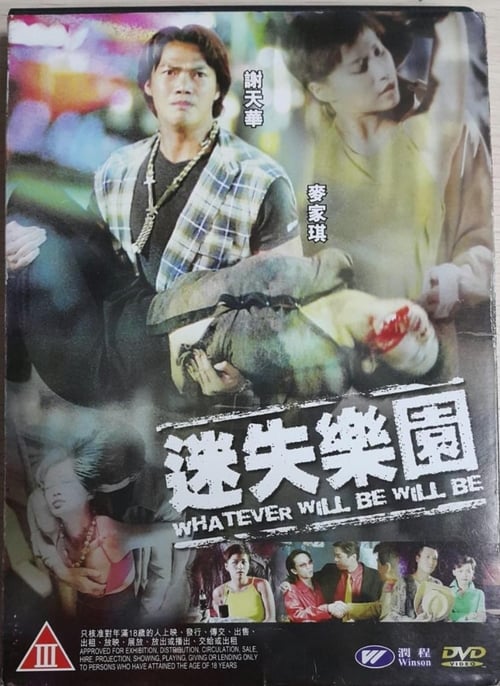 謝天華
麥家琪
迷失樂園
WHATEVER WILL BE WILL BE
只核准對年滿18歲的人上映、發行、傳交、出售、
出租、放映、展放、放出或播出、交給或出租
APPROVED FOR EXHIBITION, DISTRIBUTION, CIRCULATION, SALE,
HIRE, PROJECTION, SHOWING, PLAYING, GIVING OR LENDING ONLY
TO PERSONS WHO HAVE ATTAINED THE AGE OF 18 YEARS
III
W
潤程
Winson
DVD
VIDEO